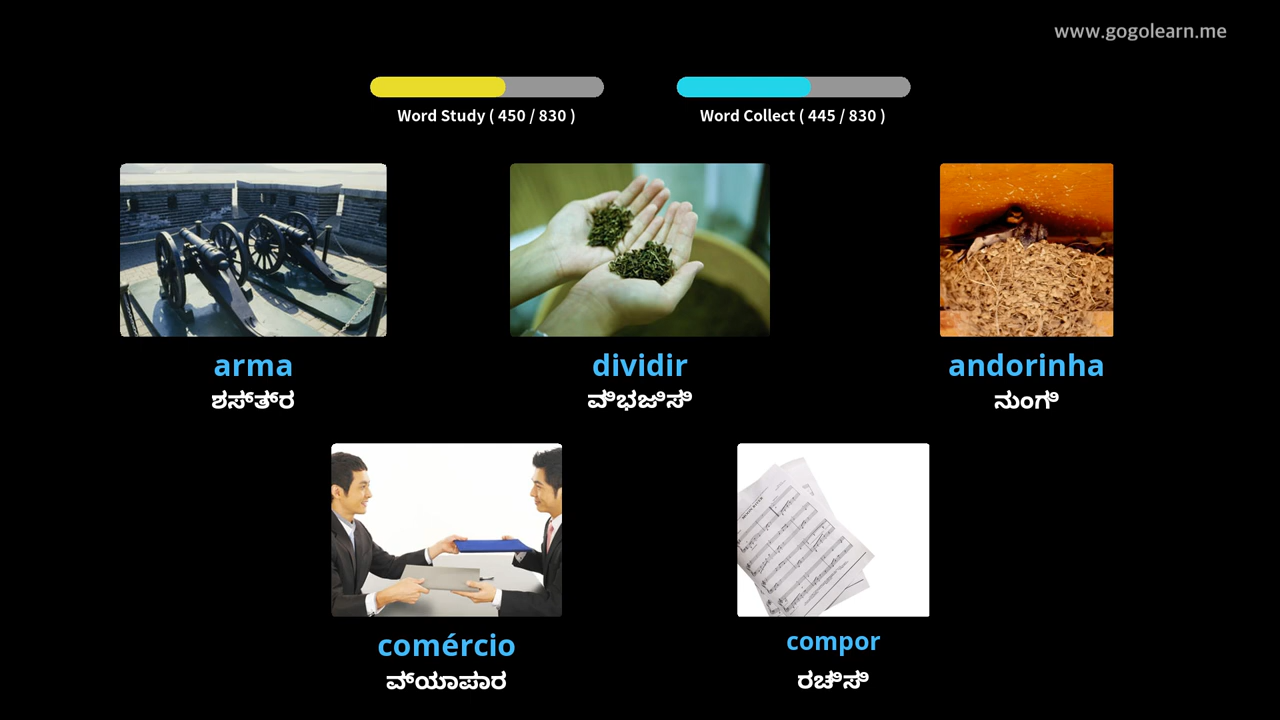 www.gogolearn.me
Word Study ( 450 / 830 )
Word Collect ( 445 / 830 )
arma
dividir
andorinha
ಶಸ್ತ್ರ
ವಿಭಜಿಸಿ
ನುಂಗಿ
comércio
compor
ವ್ಯಾಪಾರ
ರಚಿಸಿ